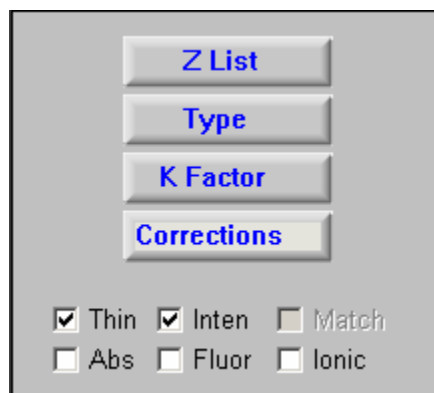 Z List
Type
K Factor
Corrections
Thin Inten Match
Abs Fluor Ionic